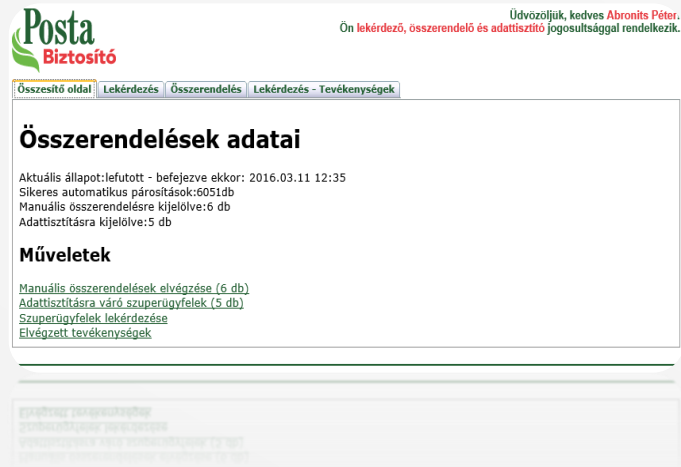 Posta
Biztosító
Üdvözöljük, kedves Abronits Péter.
Ön lekérdező, összerendelő és adattisztító jogosultsággal rendelkezik.
Összesítő oldal Lekérdezés Összerendelés Lekérdezés - Tevékenységek
Összerendelések adatai
Aktuális állapot:lefutott - befejezve ekkor: 2016.03.11 12:35
Sikeres automatikus párosítások:6051db
Manuális összerendelésre kijelölve:6 db
Adattisztításra kijelölve:5 db
Műveletek
Manuális összerendelések elvégzése (6 db)
Adattisztításra váró szuperügyfelek (5 db)
Szuperügyfelek lekérdezése
Elvégzett tevékenységek